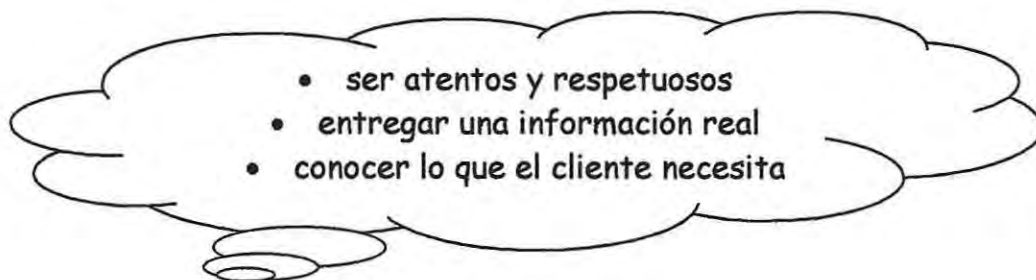 • ser atentos y respetuosos
• entregar una información real
• conocer lo que el cliente necesita